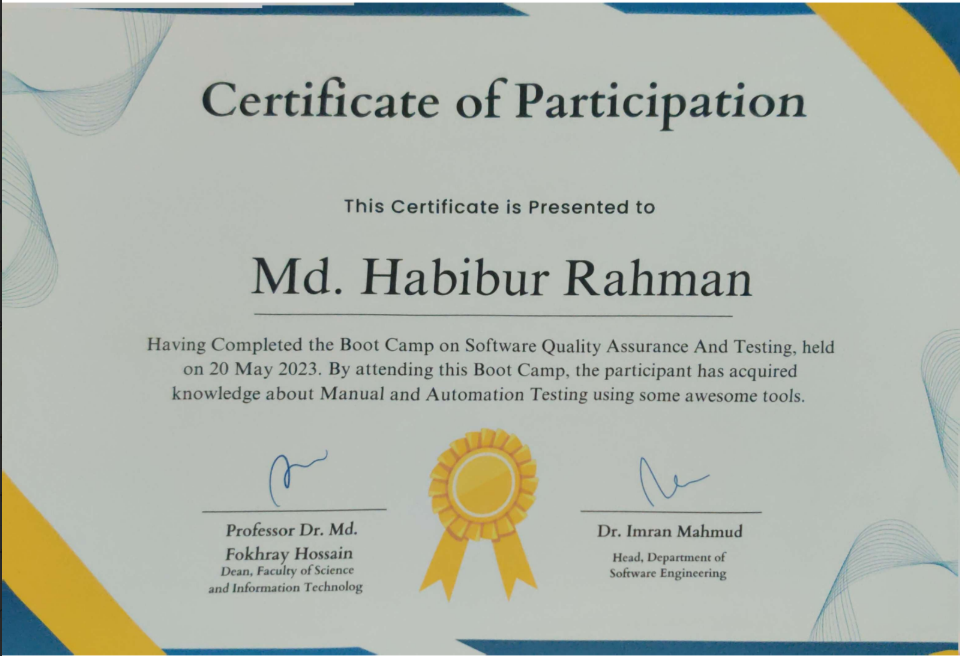 Certificate of Participation
This Certificate is Presented to
Md. Habibur Rahman
Having Completed the Boot Camp on Software Quality Assurance And Testing, held
on 20 May 2023. By attending this Boot Camp, the participant has acquired
knowledge about Manual and Automation Testing using some awesome tools.
Professor Dr. Md.
Fokhray Hossain
Dean, Faculty of Science
and Information Technolog
Dr. Imran Mahmud
Head, Department of
Software Engineering